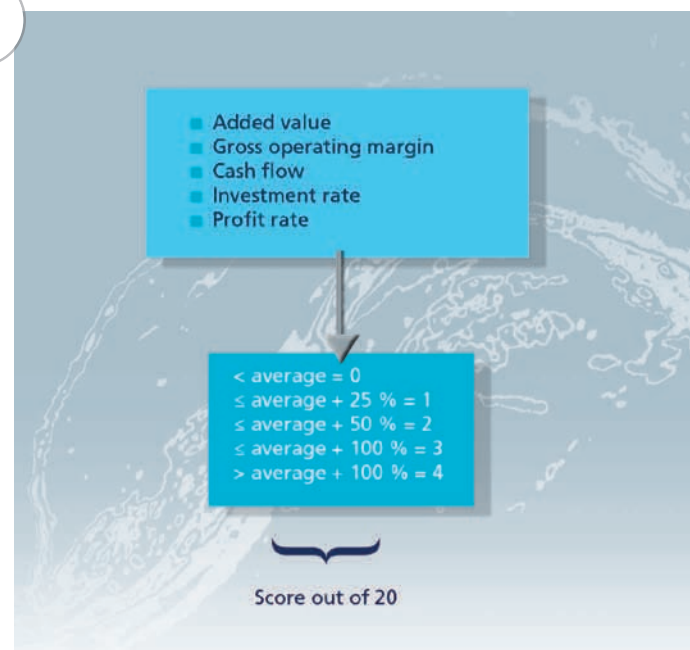 Added value
Gross operating margin
Cash flow
Investment rate
Profit rate
< average = 0
≤ average + 25 % = 1
≤ average + 50 % = 2
≤ average + 100 % = 3
> average + 100 % = 4
Score out of 20